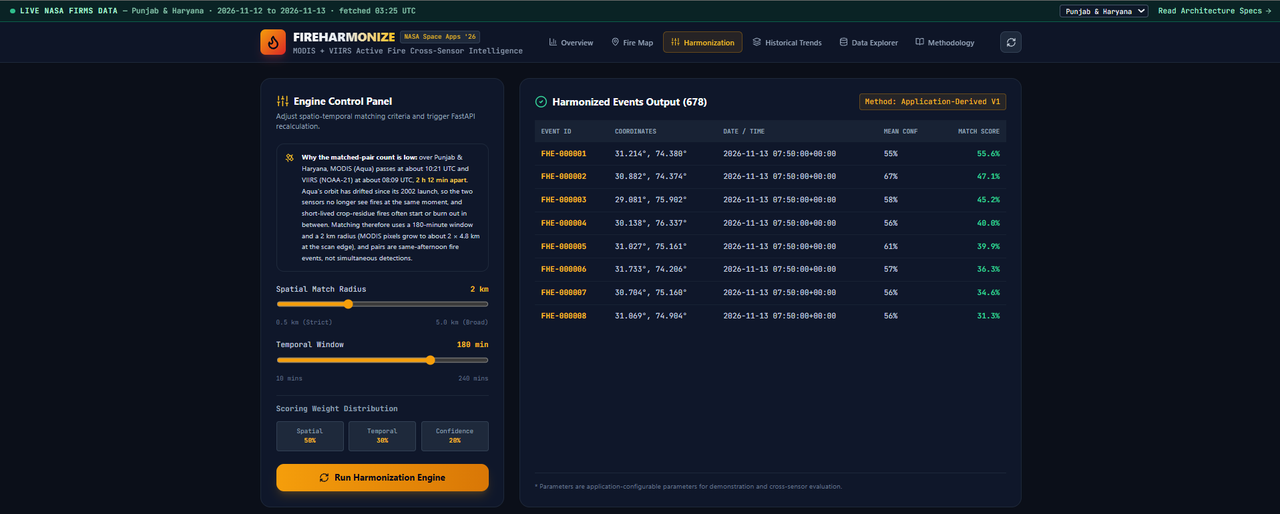 LIVE NASA FIRMS DATA — Punjab & Haryana · 2026-11-12 to 2026-11-13 · fetched 03:25 UTC
Punjab & Haryana
Read Architecture Specs →
FIREHARMONIZE
NASA Space Apps '26
MODIS + VIIRS Active Fire Cross-Sensor Intelligence
Overview
Fire Map
Harmonization
Historical Trends
Data Explorer
Methodology
Engine Control Panel
Adjust spatio-temporal matching criteria and trigger FastAPI
recalculation.
Why the matched-pair count is low: over Punjab &
Haryana, MODIS (Aqua) passes at about 10:21 UTC and
VIIRS (NOAA-21) at about 08:09 UTC, 2 h 12 min apart.
Aqua's orbit has drifted since its 2002 launch, so the two
sensors no longer see fires at the same moment, and
short-lived crop-residue fires often start or burn out in
between. Matching therefore uses a 180-minute window
and a 2 km radius (MODIS pixels grow to about 2 × 4.8 km
at the scan edge), and pairs are same-afternoon fire
events, not simultaneous detections.
Spatial Match Radius 2 km
0.5 km (Strict) 5.0 km (Broad)
Temporal Window 180 min
10 mins 240 mins
Scoring Weight Distribution
Spatial Temporal Confidence
50% 30% 20%
Run Harmonization Engine
Harmonized Events Output (678)
Method: Application-Derived V1
EVENT ID COORDINATES DATE / TIME MEAN CONF MATCH SCORE
FHE-000001 31.214°, 74.380° 2026-11-13 07:50:00+00:00 55% 55.6%
FHE-000002 30.882°, 74.374° 2026-11-13 07:50:00+00:00 67% 47.1%
FHE-000003 29.081°, 75.902° 2026-11-13 07:50:00+00:00 58% 45.2%
FHE-000004 30.138°, 76.337° 2026-11-13 07:50:00+00:00 56% 40.0%
FHE-000005 31.027°, 75.161° 2026-11-13 07:50:00+00:00 61% 39.9%
FHE-000006 31.733°, 74.206° 2026-11-13 07:50:00+00:00 57% 36.3%
FHE-000007 30.704°, 75.160° 2026-11-13 07:50:00+00:00 56% 34.6%
FHE-000008 31.069°, 74.904° 2026-11-13 07:50:00+00:00 56% 31.3%
* Parameters are application-configurable parameters for demonstration and cross-sensor evaluation.